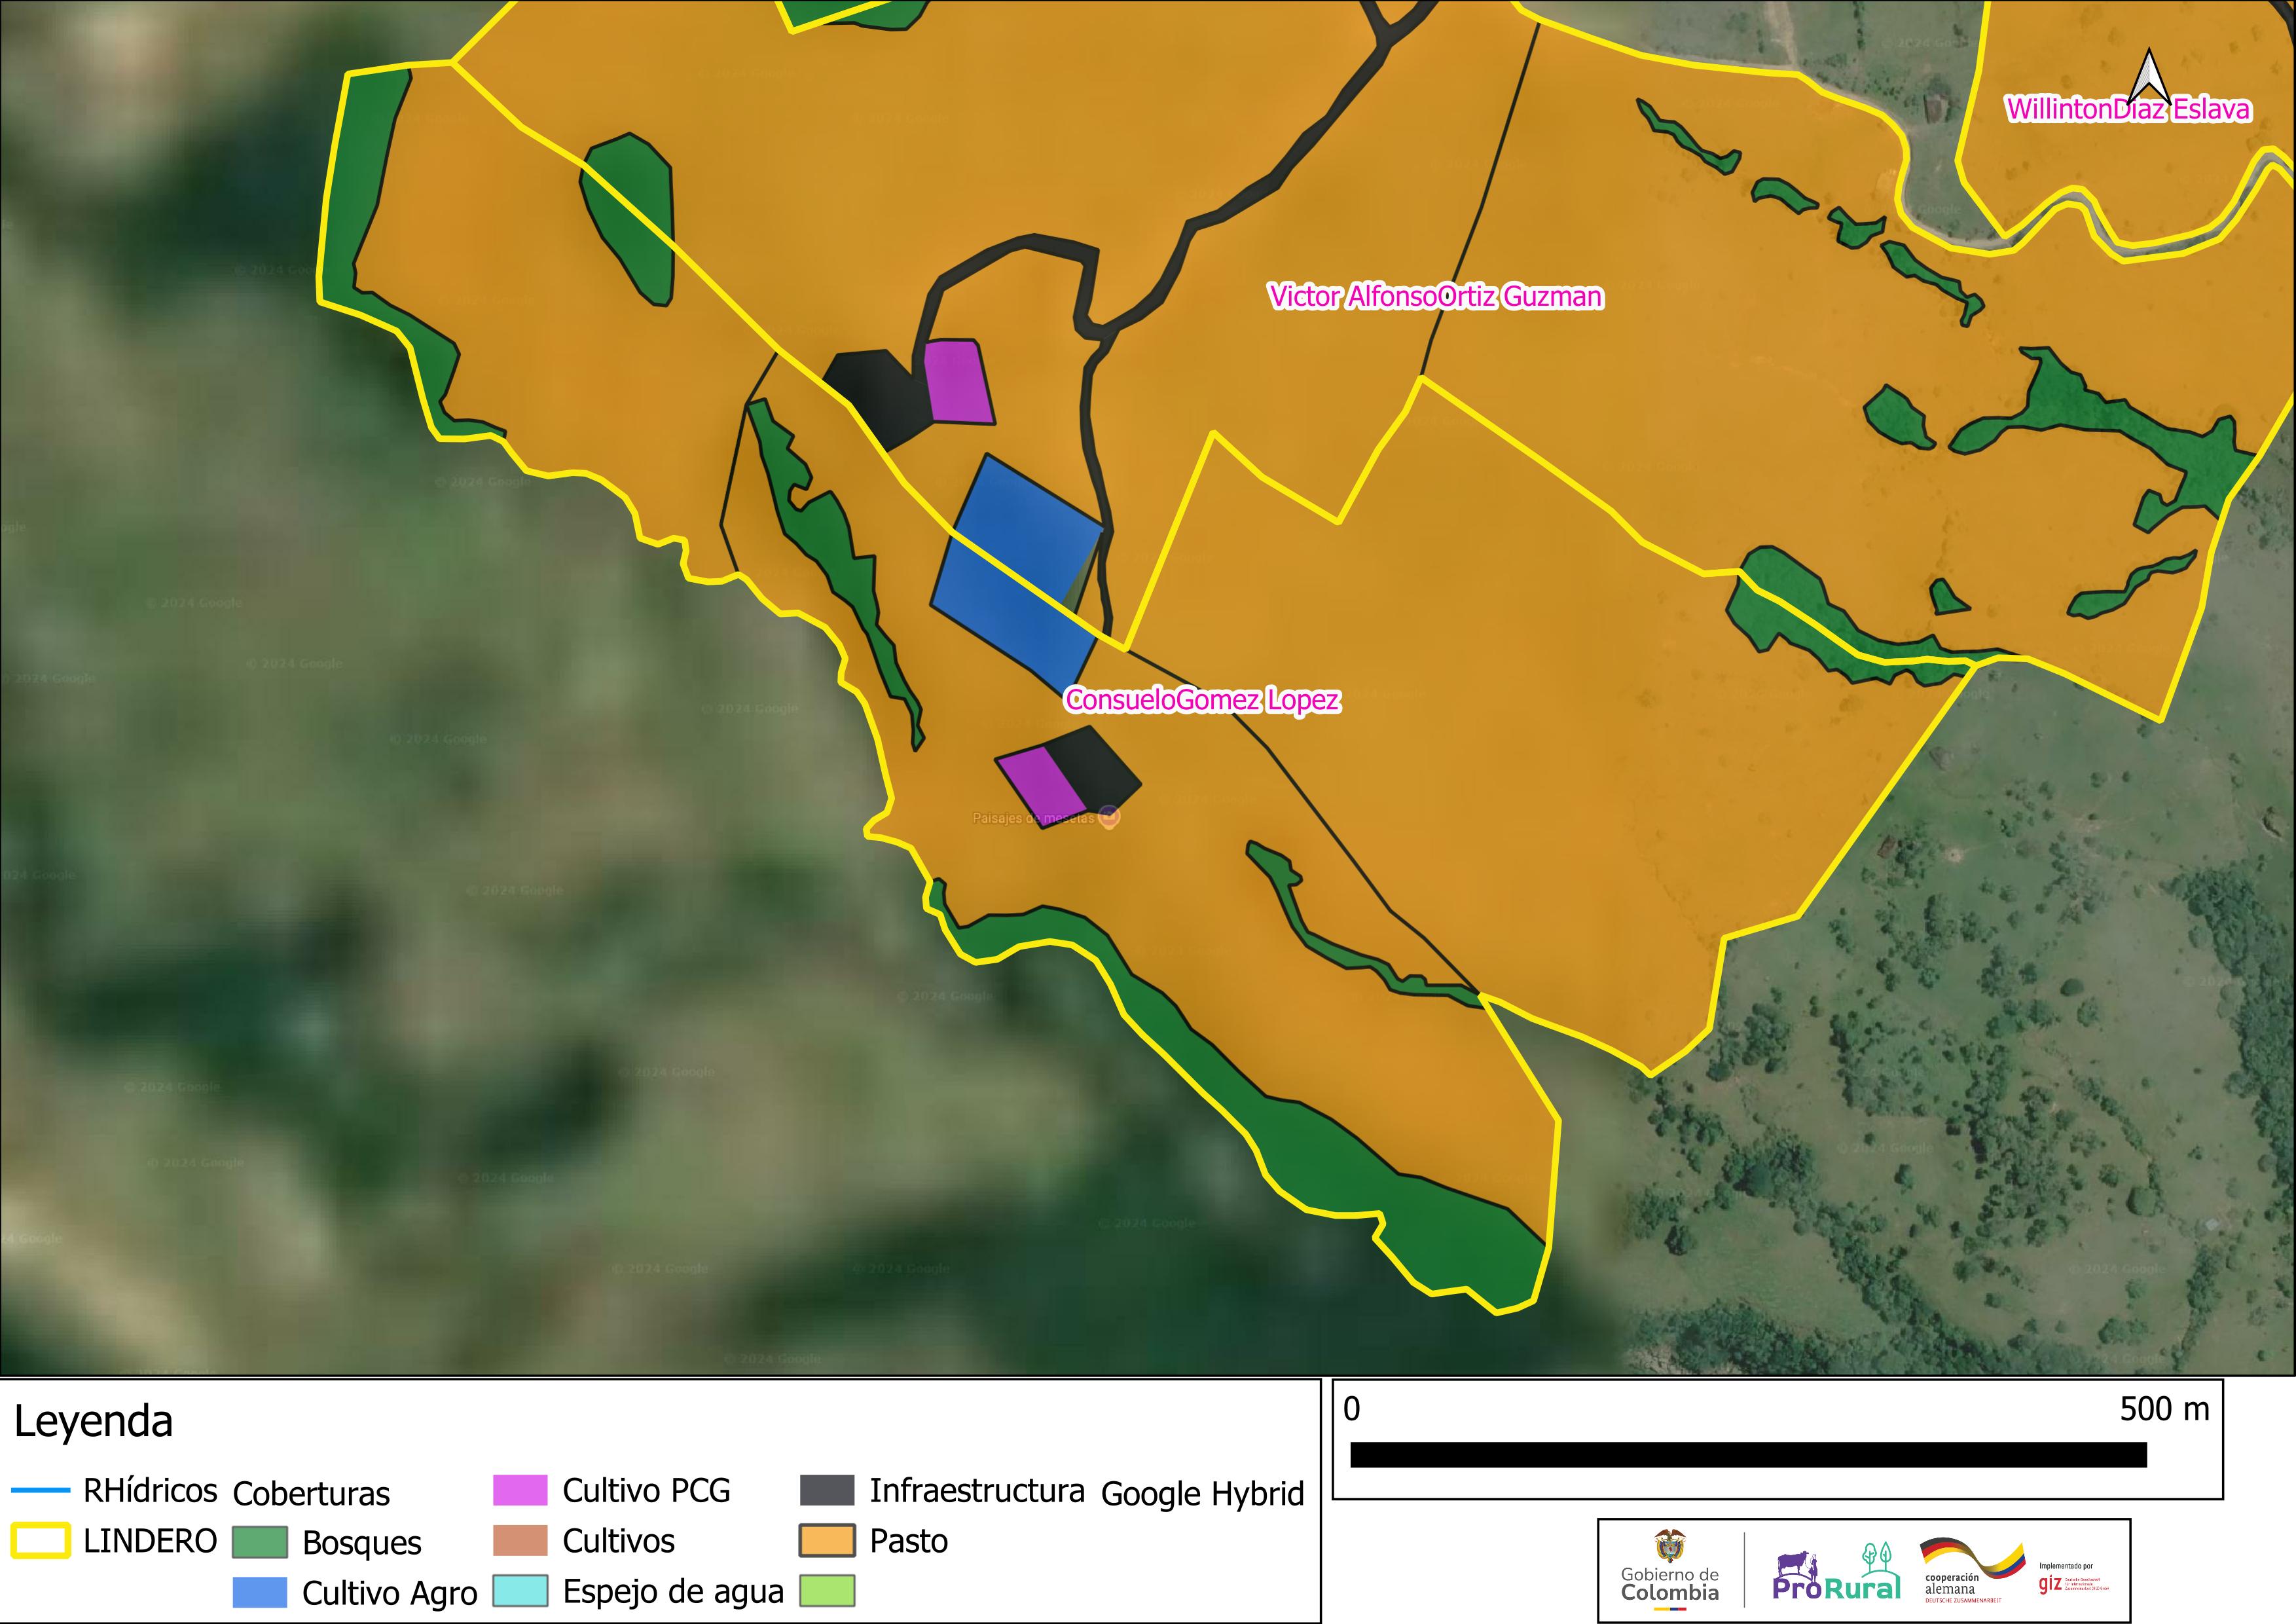 WillintonDiaz Eslava
Victor AlfonsoOrtiz Guzman
ConsueloGomez Lopez
Paisajes de mesetas
© 2024 Google
Leyenda
RHídricos
LINDERO
Coberturas
Bosques
Cultivo Agro
Cultivo PCG
Cultivos
Espejo de agua
Infraestructura
Pasto
Google Hybrid
0 500 m
Gobierno de
Colombia
ProRural
cooperación
alemana
DEUTSCHE ZUSAMMENARBEIT
Implementado por
giz